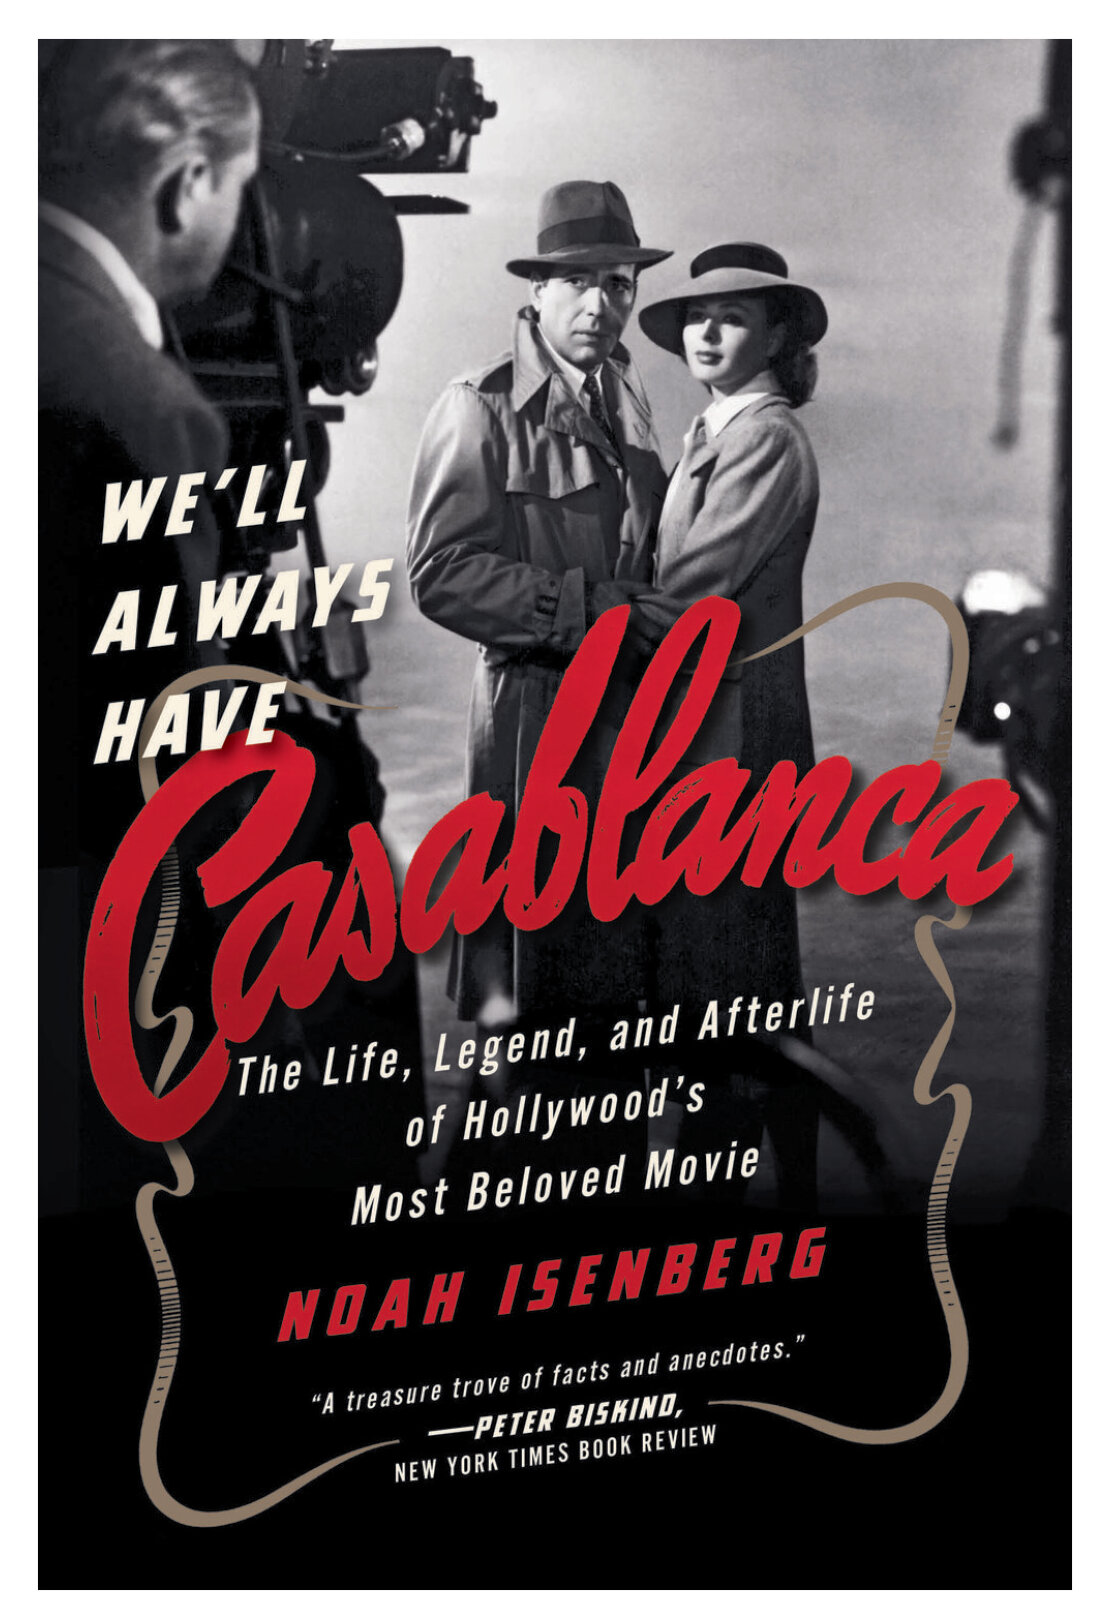 WE'LL
ALWAYS
HAVE
Casablanca
The Life, Legend, and Afterlife
of Hollywood's
Most Beloved Movie
NOAH ISENBERG
“A treasure trove of facts and anecdotes.”
—PETER BISKIND,
NEW YORK TIMES BOOK REVIEW